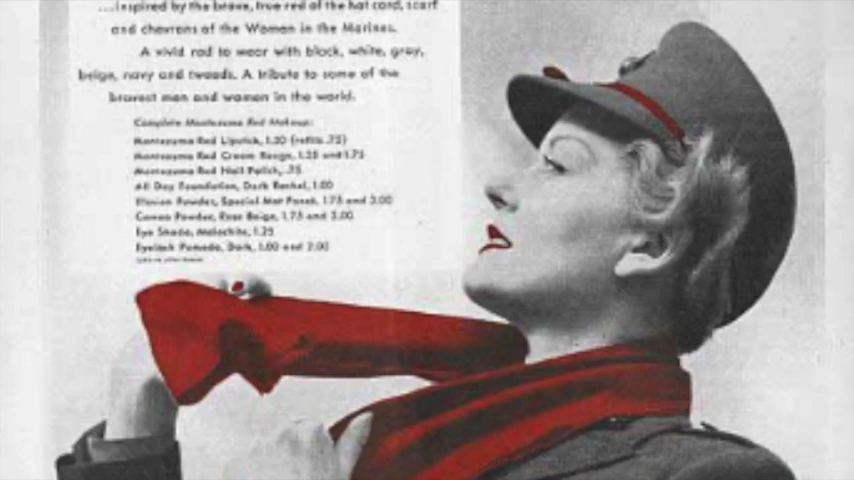 ...inspired by the brave, true red of the hat cord, scarf
and chevrons of the Women in the Marines.
A vivid red to wear with black, white, gray,
beige, navy and tweeds. A tribute to some of the
bravest men and women in the world.
Complete Montezuma Red Makeup:
Montezuma Red Lipstick, 1.50 (refills .75)
Montezuma Red Cream Rouge, 1.25 and 1.75
Montezuma Red Nail Polish, .75
All Day Foundation, Dark Rachel, 1.00
Illusion Powder, Special Mat Foncé, 1.75 and 3.00
Cameo Powder, Rose Beige, 1.75 and 3.00
Eye Shado, Malachite, 1.25
Eyelash Pomade, Dark, 1.00 and 2.00